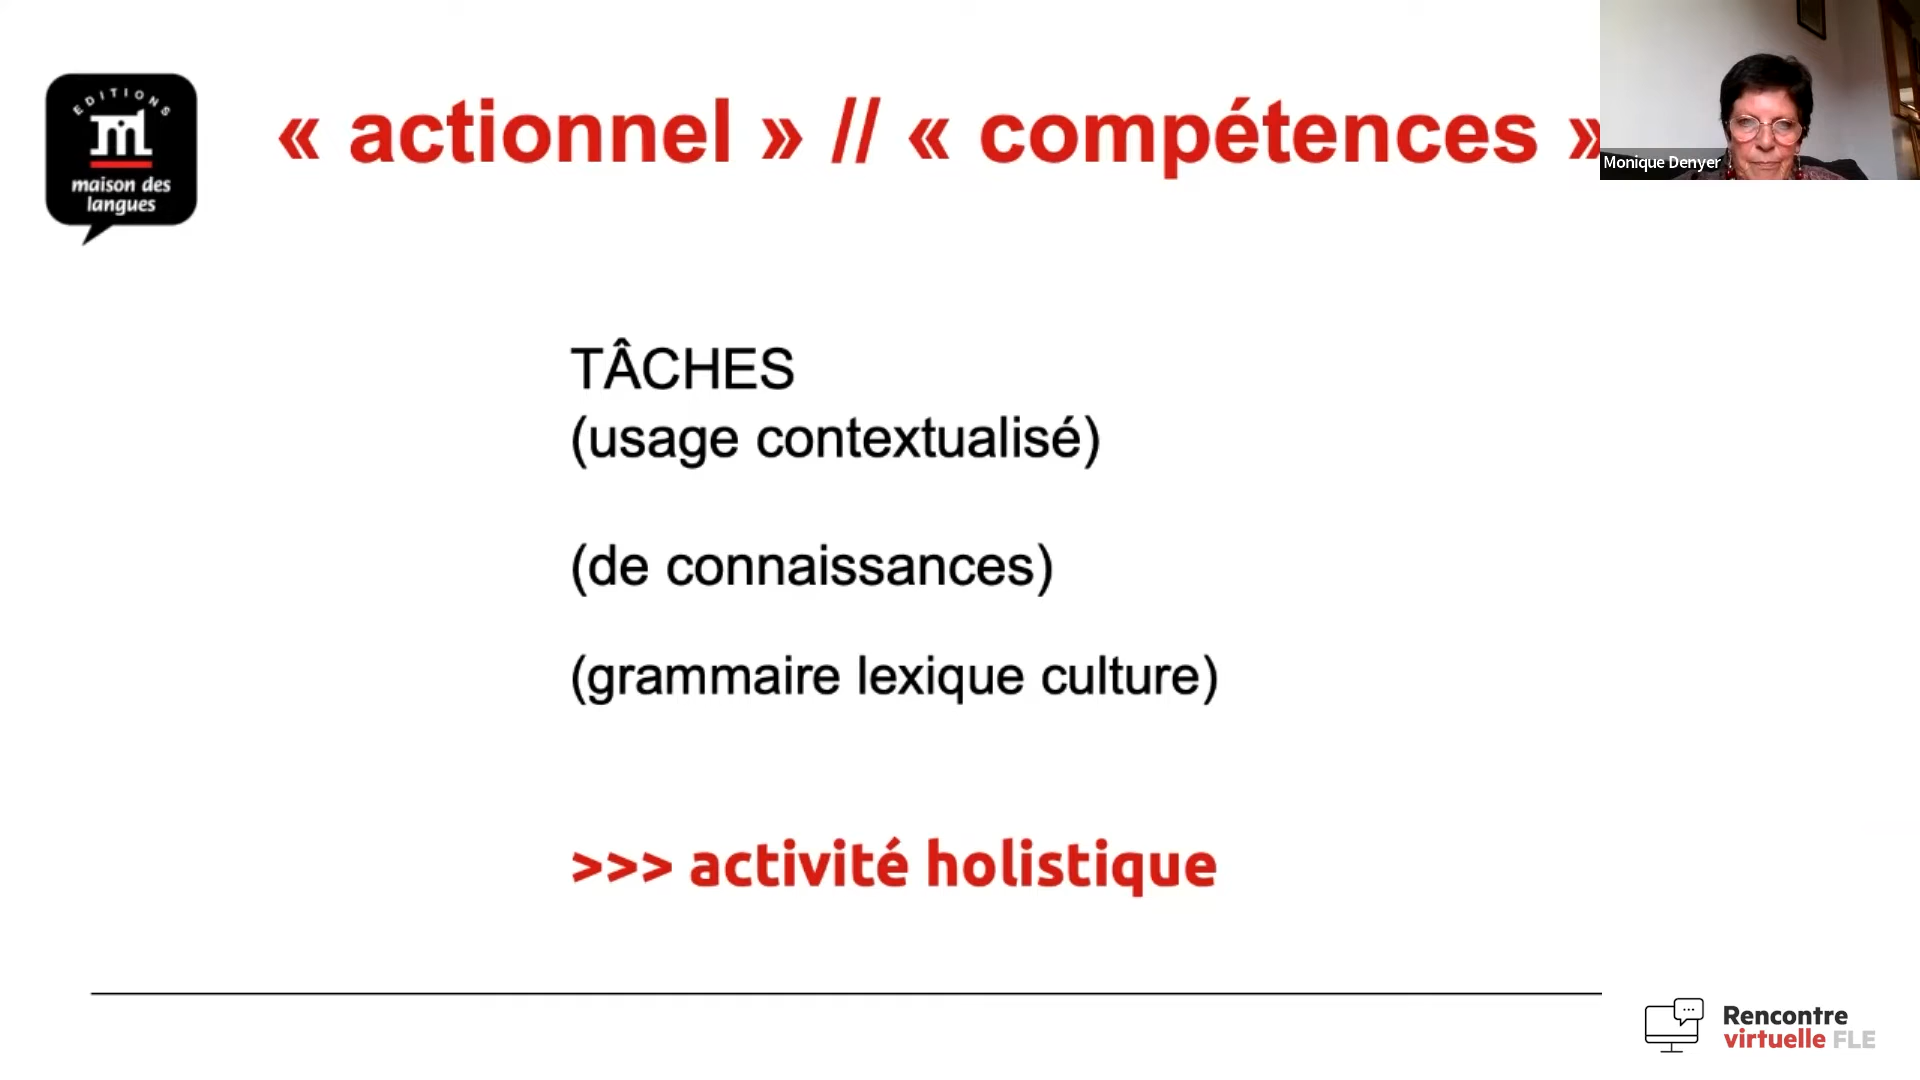 EDITIONS
maison des
langues
« actionnel » // « compétences »
Monique Denyer
TÂCHES
(usage contextualisé)
(de connaissances)
(grammaire lexique culture)
>>> activité holistique
Rencontre
virtuelle FLE